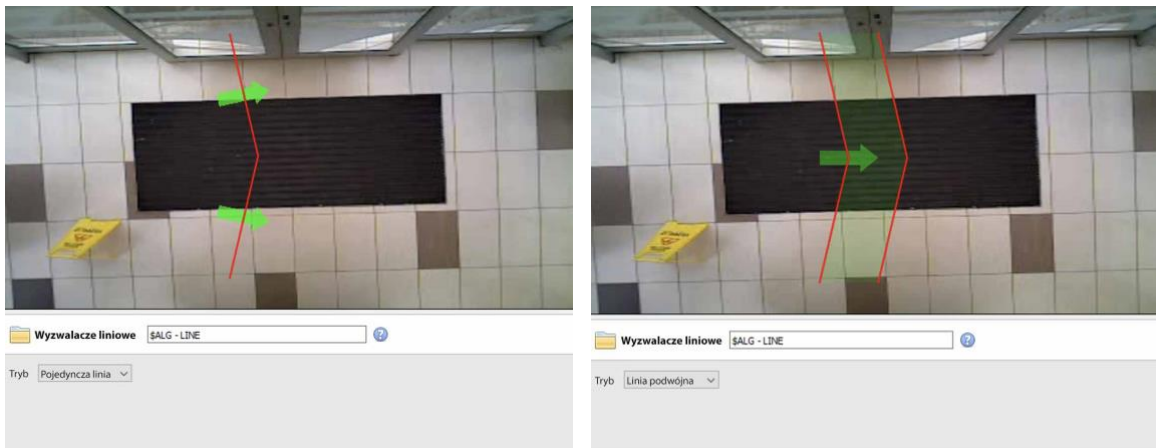 Wyzwalacze liniowe $ALG - LINE ?
Tryb Pojedyncza linia
Wyzwalacze liniowe $ALG - LINE ?
Tryb Linia podwójna